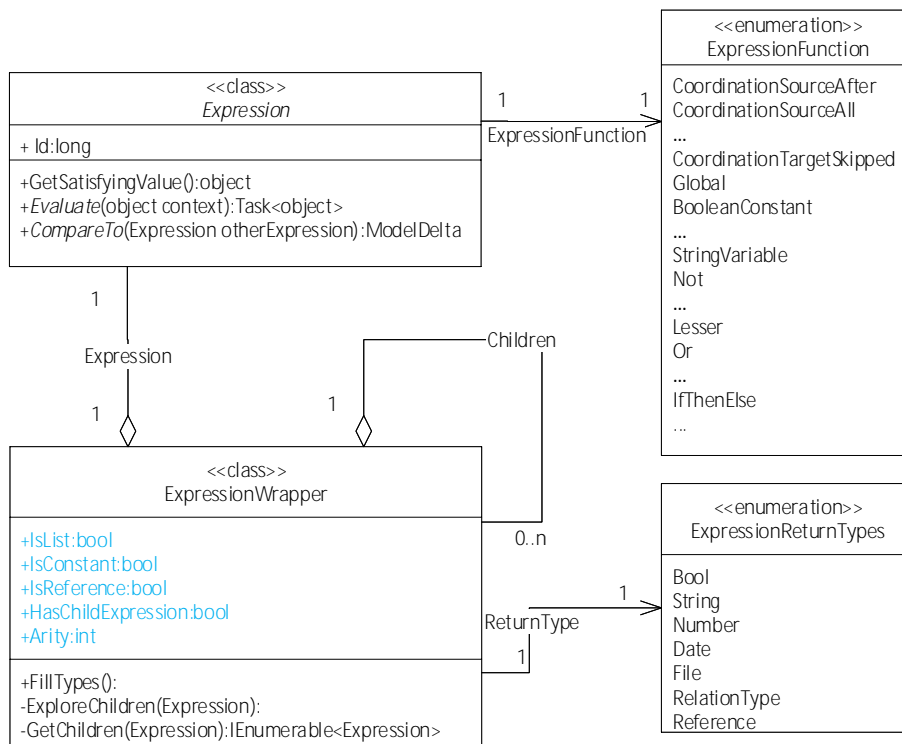 <<class>>
Expression
+ Id:long
+GetSatisfyingValue():object
+Evaluate(object context):Task<object>
+CompareTo(Expression otherExpression):ModelDelta
1
1
ExpressionFunction
<<enumeration>>
ExpressionFunction
CoordinationSourceAfter
CoordinationSourceAll
...
CoordinationTargetSkipped
Global
BooleanConstant
...
StringVariable
Not
...
Lesser
Or
...
IfThenElse
...
1
Expression
1
Children
1
0..n
<<class>>
ExpressionWrapper
+IsList:bool
+IsConstant:bool
+IsReference:bool
+HasChildExpression:bool
+Arity:int
+FillTypes():
-ExploreChildren(Expression):
-GetChildren(Expression):IEnumerable<Expression>
1
ReturnType
1
<<enumeration>>
ExpressionReturnTypes
Bool
String
Number
Date
File
RelationType
Reference